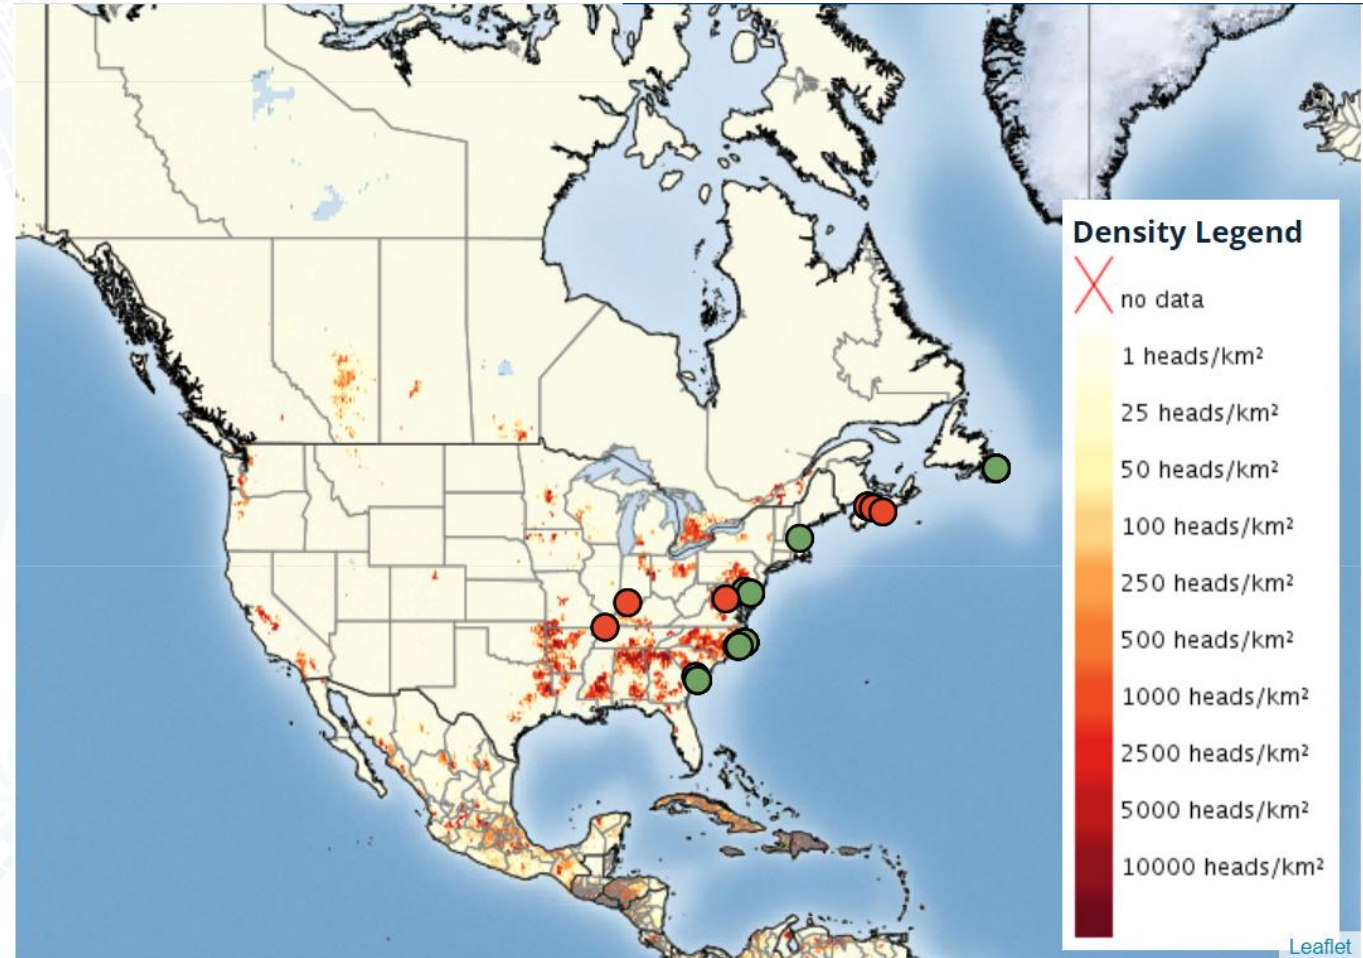 Density Legend
no data
1 heads/km²
25 heads/km²
50 heads/km²
100 heads/km²
250 heads/km²
500 heads/km²
1000 heads/km²
2500 heads/km²
5000 heads/km²
10000 heads/km²
Leaflet